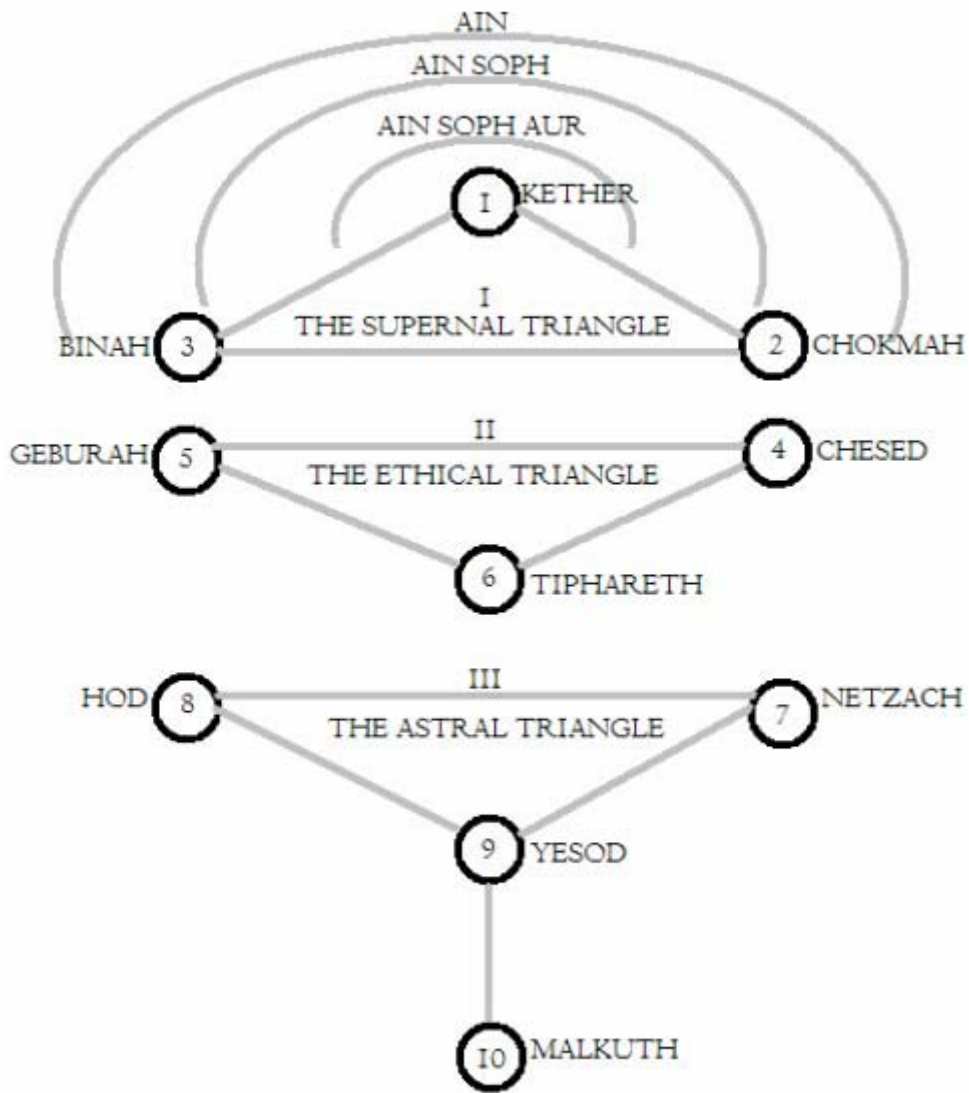 AIN
AIN SOPH
AIN SOPH AUR
1 KETHER
I
THE SUPERNAL TRIANGLE
BINAH 3 2 CHOKMAH
II
GEBURAH 5 4 CHESED
THE ETHICAL TRIANGLE
6 TIPHARETH
III
HOD 8 7 NETZACH
THE ASTRAL TRIANGLE
9 YESOD
10 MALKUTH